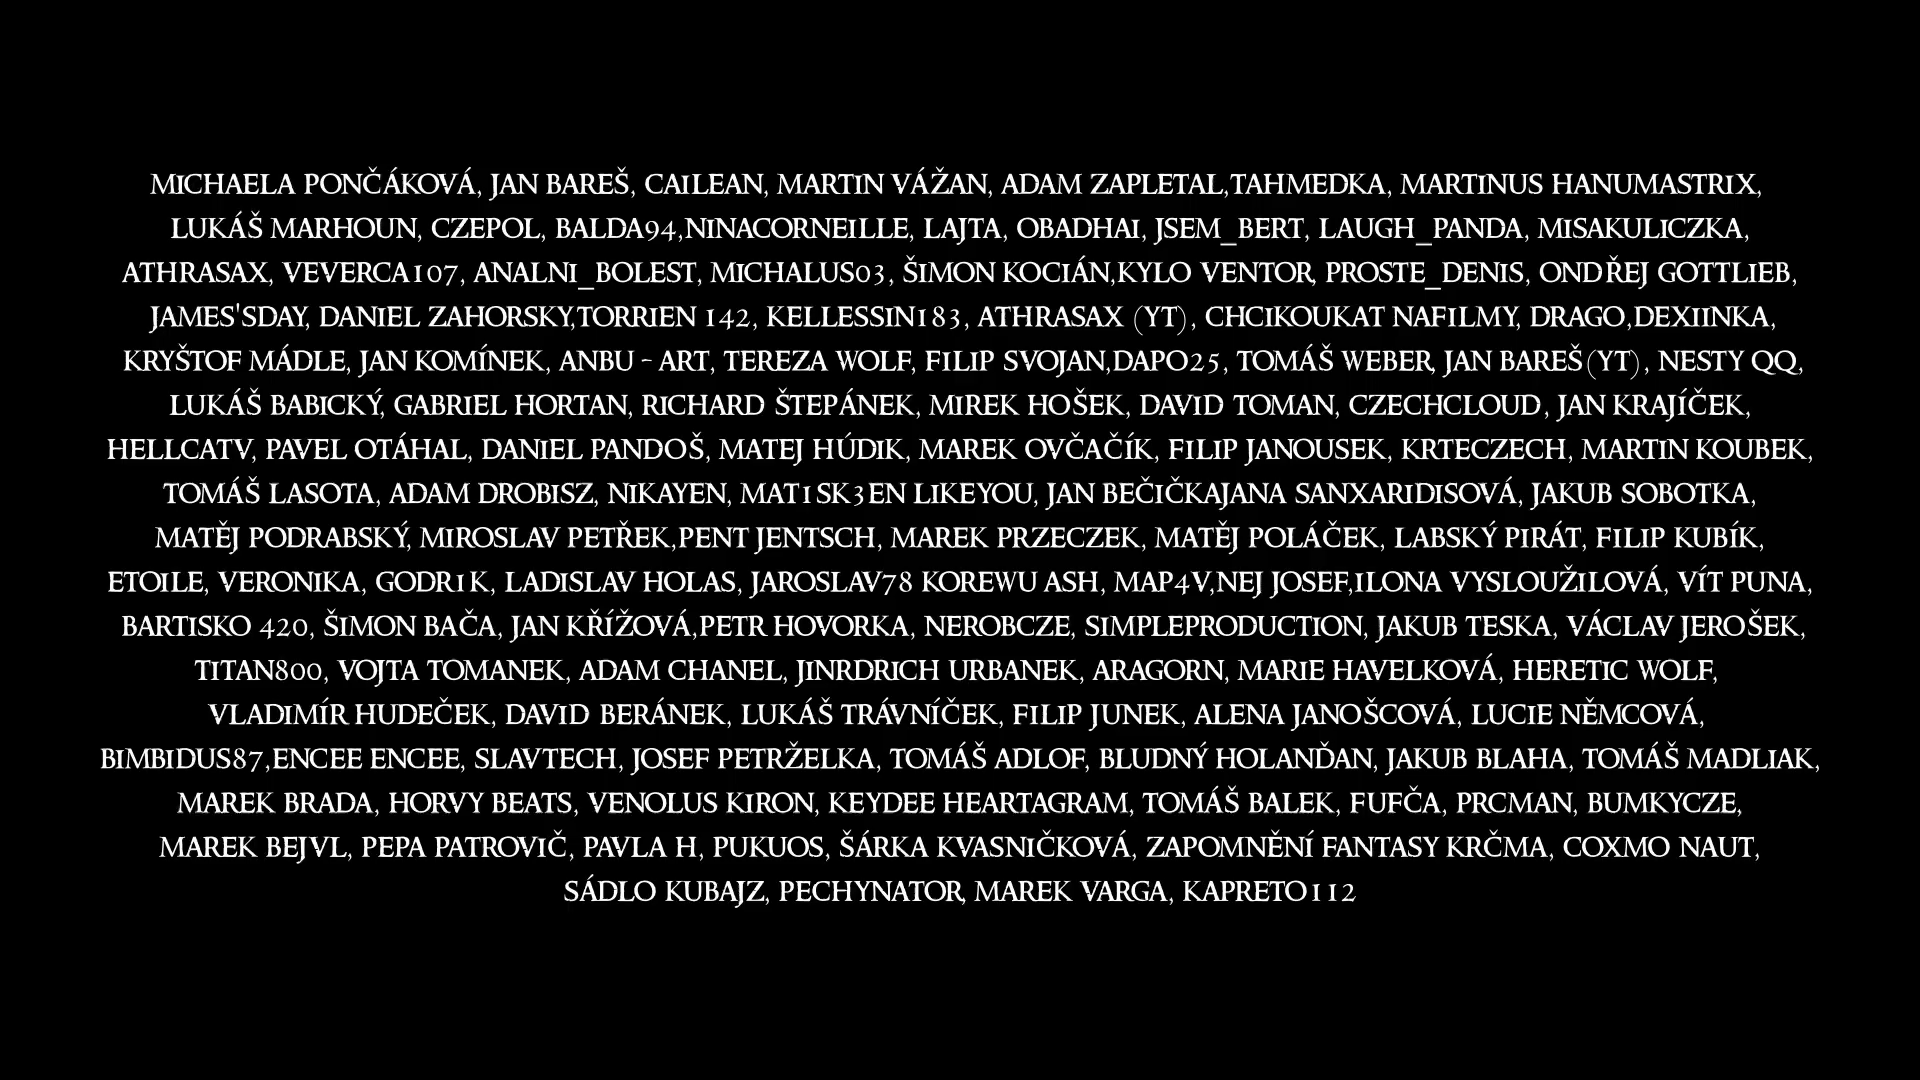 MICHAELA PONČÁKOVÁ, JAN BAREŠ, CAILEAN, MARTIN VÁŽAN, ADAM ZAPLETAL,TAHMEDKA, MARTINUS HANUMASTRIX,
LUKÁŠ MARHOUN, CZEPOL, BALDA94,NINACORNEILLE, LAJTA, OBADHAI, JSEM_BERT, LAUGH_PANDA, MISAKULICZKA,
ATHRASAX, VEVERCA107, ANALNI_BOLEST, MICHALUS03, ŠIMON KOCIÁN,KYLO VENTOR, PROSTE_DENIS, ONDŘEJ GOTTLIEB,
JAMES'SDAY, DANIEL ZAHORSKY,TORRIEN 142, KELLESSIN183, ATHRASAX (YT), CHCIKOUKAT NAFILMY, DRAGO,DEXIINKA,
KRYŠTOF MÁDLE, JAN KOMÍNEK, ANBU - ART, TEREZA WOLF, FILIP SVOJAN,DAPO25, TOMÁŠ WEBER, JAN BAREŠ(YT), NESTY QQ,
LUKÁŠ BABICKÝ, GABRIEL HORTAN, RICHARD ŠTEPÁNEK, MIREK HOŠEK, DAVID TOMAN, CZECHCLOUD, JAN KRAJÍČEK,
HELLCATV, PAVEL OTÁHAL, DANIEL PANDOŠ, MATEJ HÚDIK, MAREK OVČAČÍK, FILIP JANOUSEK, KRTECZECH, MARTIN KOUBEK,
TOMÁŠ LASOTA, ADAM DROBISZ, NIKAYEN, MAT1SK3EN LIKEYOU, JAN BEČIČKAJANA SANXARIDISOVÁ, JAKUB SOBOTKA,
MATĚJ PODRABSKÝ, MIROSLAV PETŘEK,PENT JENTSCH, MAREK PRZECZEK, MATĚJ POLÁČEK, LABSKÝ PIRÁT, FILIP KUBÍK,
ETOILE, VERONIKA, GODR1K, LADISLAV HOLAS, JAROSLAV78 KOREWU ASH, MAP4V,NEJ JOSEF,ILONA VYSLOUŽILOVÁ, VÍT PUNA,
BARTISKO 420, ŠIMON BAČA, JAN KŘÍŽOVÁ,PETR HOVORKA, NEROBCZE, SIMPLEPRODUCTION, JAKUB TESKA, VÁCLAV JEROŠEK,
TITAN800, VOJTA TOMANEK, ADAM CHANEL, JINRDRICH URBANEK, ARAGORN, MARIE HAVELKOVÁ, HERETIC WOLF,
VLADIMÍR HUDEČEK, DAVID BERÁNEK, LUKÁŠ TRÁVNÍČEK, FILIP JUNEK, ALENA JANOŠCOVÁ, LUCIE NĚMCOVÁ,
BIMBIDUS87,ENCEE ENCEE, SLAVTECH, JOSEF PETRŽELKA, TOMÁŠ ADLOF, BLUDNÝ HOLANĎAN, JAKUB BLAHA, TOMÁŠ MADLIAK,
MAREK BRADA, HORVY BEATS, VENOLUS KIRON, KEYDEE HEARTAGRAM, TOMÁŠ BALEK, FUFČA, PRCMAN, BUMKYCZE,
MAREK BEJVL, PEPA PATROVIČ, PAVLA H, PUKUOS, ŠÁRKA KVASNIČKOVÁ, ZAPOMNĚNÍ FANTASY KRČMA, COXMO NAUT,
SÁDLO KUBAJZ, PECHYNATOR, MAREK VARGA, KAPRETO112